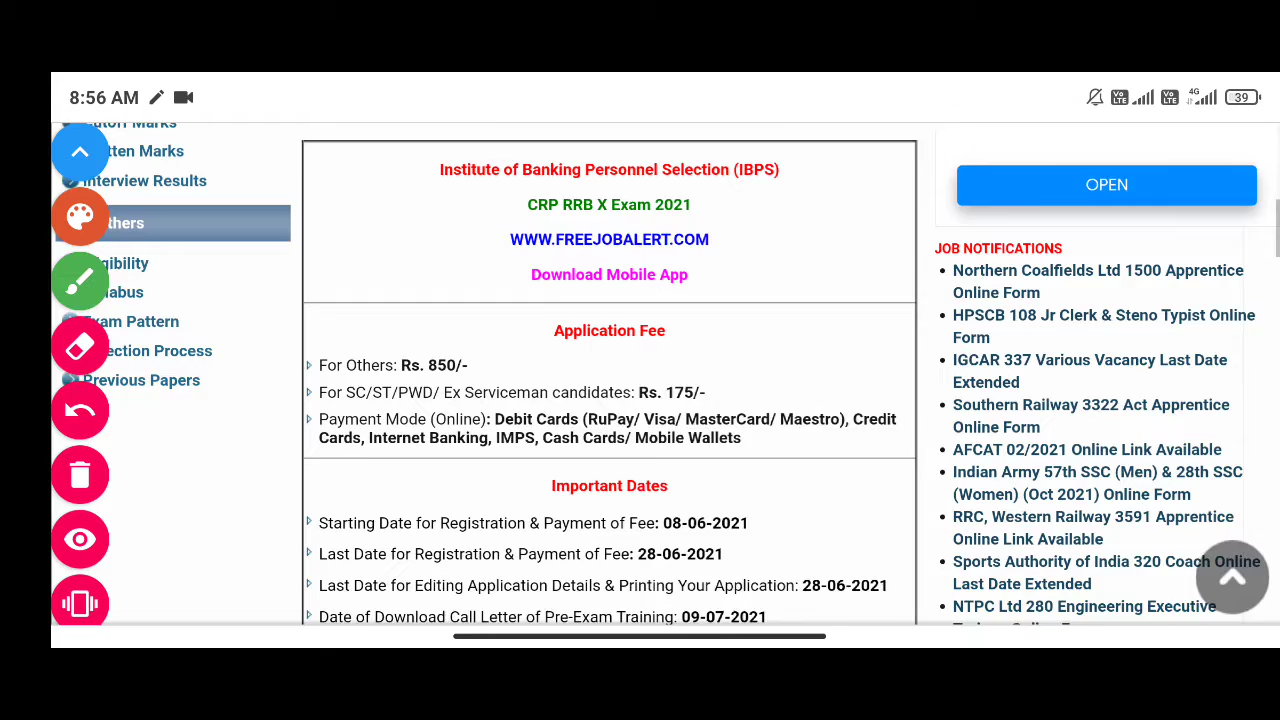 8:56 AM
4G
39
tten Marks
Interview Results
thers
gibility
labus
Exam Pattern
ection Process
Previous Papers
Institute of Banking Personnel Selection (IBPS)
CRP RRB X Exam 2021
WWW.FREEJOBALERT.COM
Download Mobile App
Application Fee
For Others: Rs. 850/-
For SC/ST/PWD/ Ex Serviceman candidates: Rs. 175/-
Payment Mode (Online): Debit Cards (RuPay/ Visa/ MasterCard/ Maestro), Credit
Cards, Internet Banking, IMPS, Cash Cards/ Mobile Wallets
Important Dates
Starting Date for Registration & Payment of Fee: 08-06-2021
Last Date for Registration & Payment of Fee: 28-06-2021
Last Date for Editing Application Details & Printing Your Application: 28-06-2021
Date of Download Call Letter of Pre-Exam Training: 09-07-2021
OPEN
JOB NOTIFICATIONS
Northern Coalfields Ltd 1500 Apprentice
Online Form
HPSCB 108 Jr Clerk & Steno Typist Online
Form
IGCAR 337 Various Vacancy Last Date
Extended
Southern Railway 3322 Act Apprentice
Online Form
AFCAT 02/2021 Online Link Available
Indian Army 57th SSC (Men) & 28th SSC
(Women) (Oct 2021) Online Form
RRC, Western Railway 3591 Apprentice
Online Link Available
Sports Authority of India 320 Coach Online
Last Date Extended
NTPC Ltd 280 Engineering Executive